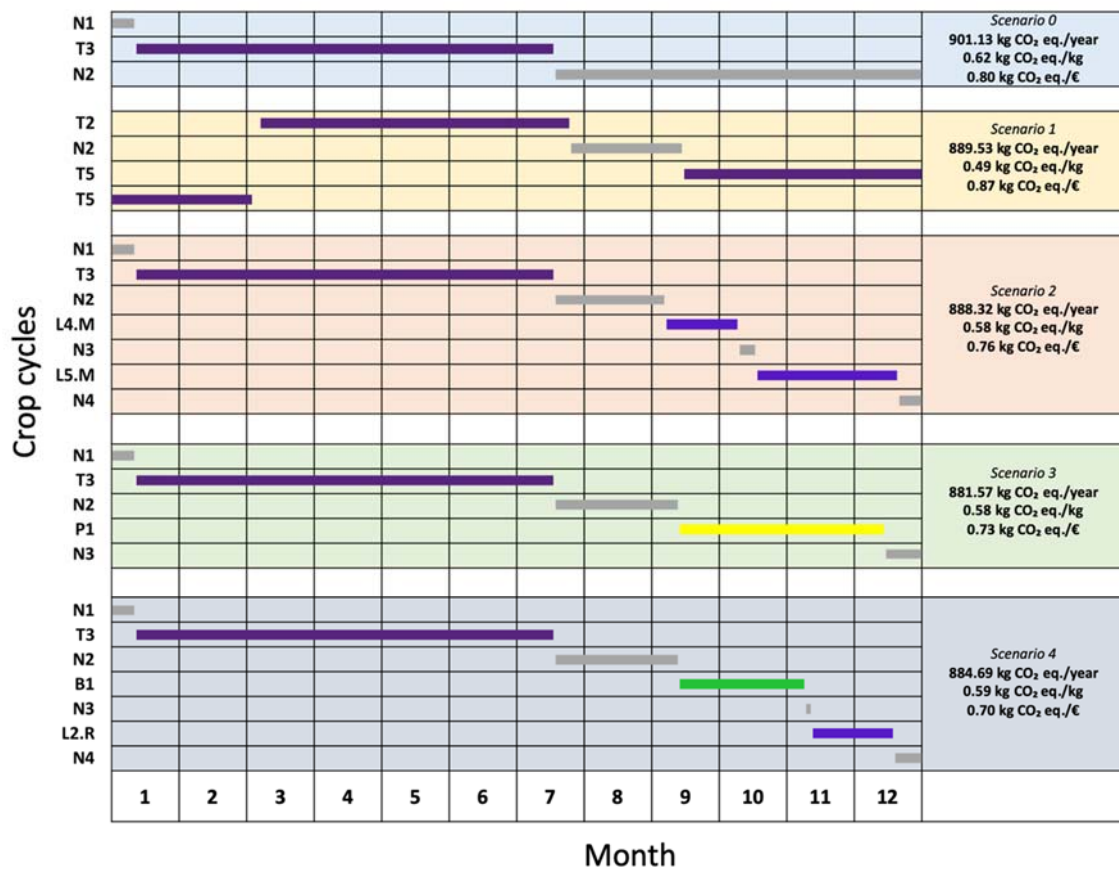 N1
T3
N2
Scenario 0
901.13 kg CO₂ eq./year
0.62 kg CO₂ eq./kg
0.80 kg CO₂ eq./€
T2
N2
T5
T5
Scenario 1
889.53 kg CO₂ eq./year
0.49 kg CO₂ eq./kg
0.87 kg CO₂ eq./€
N1
T3
N2
L4.M
N3
L5.M
N4
Scenario 2
888.32 kg CO₂ eq./year
0.58 kg CO₂ eq./kg
0.76 kg CO₂ eq./€
Crop cycles
N1
T3
N2
P1
N3
Scenario 3
881.57 kg CO₂ eq./year
0.58 kg CO₂ eq./kg
0.73 kg CO₂ eq./€
N1
T3
N2
B1
N3
L2.R
N4
Scenario 4
884.69 kg CO₂ eq./year
0.59 kg CO₂ eq./kg
0.70 kg CO₂ eq./€
1 2 3 4 5 6 7 8 9 10 11 12
Month